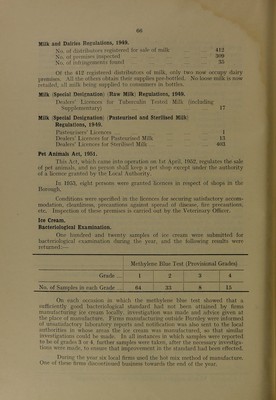 66
Milk and Dairies Regulations, 1949.
No. of distributors registered for sale of milk 412
No. of premises inspected 309
No. of infringements found 55
Of the 412 registered distributors of milk, only two now occupy dairy
premises. All the others obtain their supplies pre-bottled. No loose milk is now
retailed, all milk being supplied to consumers in bottles.
Milk (Special Designation) (Raw Milk) Regulations, 1949.
Dealers' Licences for Tuberculin Tested Milk (including
Supplementary) 17
Milk (Special Designation) (Pasteurised and Sterilised Milk)
Regulations, 1949.
Pasteurisers' Licences 1
Dealers' Licences for Pasteurised Milk 15
Dealers' Licences for Sterilised Milk 403
Pet Animals Act, 1951.
This Act, which came into operation on 1st April, 1952, regulates the sale
of pet animals, and no person shall keep a pet shop except under the authority
of a licence granted by the Local Authority.
In 1955, eight persons were granted licences in respect of shops in the
Borough.
Conditions were specified in the licences for securing satisfactory accom-
modation, cleanliness, precautions against spread of disease, fire precautions,
etc. Inspection of these premises is carried out by the Veterinary Officer.
Ice Cream.
Bacteriological Examination.
One hundred and twenty samples of ice cream were submitted for
bacteriological examination during the year, and the following results were
returned:—
Methylene Blue Test (Provisional Grades)
Grade 1 2 3 4
No. of Samples in each Grade 64 33 8 15
On each occasion in which the methylene blue test showed that a
sufficiently good bacteriological standard had not been attained by firms
manufacturing ice cream locally, investigation was made and advice given at
the place of manufacture. Firms manufacturing outside Burnley were informed
of unsatisfactory laboratory reports and notification was also sent to the local
authorities in whose areas the ice cream was manufactured, so that similar
investigations could be made. In all instances in which samples were reported
to be of grades 3 or 4, further samples were taken, after the necessary investiga-
tions were made, to ensure that improvement in the standard had been effected.
During the year six local firms used the hot mix method of manufacture.
One of these firms discontinued business towards the end of the year.